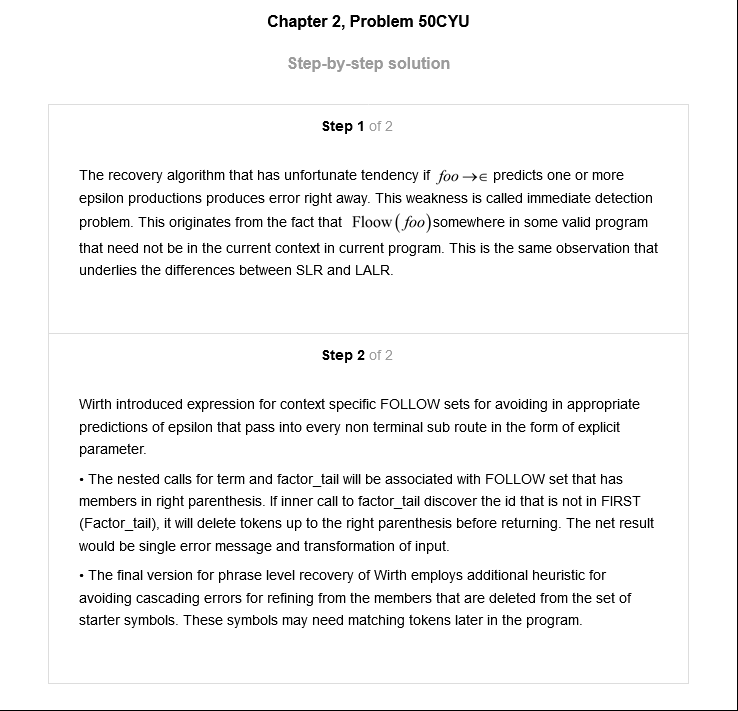 Chapter 2, Problem 50CYU
Step-by-step solution
Step 1 of 2
The recovery algorithm that has unfortunate tendency if foo →∈ predicts one or more
epsilon productions produces error right away. This weakness is called immediate detection
problem. This originates from the fact that Floow(foo)somewhere in some valid program
that need not be in the current context in current program. This is the same observation that
underlies the differences between SLR and LALR.
Step 2 of 2
Wirth introduced expression for context specific FOLLOW sets for avoiding in appropriate
predictions of epsilon that pass into every non terminal sub route in the form of explicit
parameter.
• The nested calls for term and factor_tail will be associated with FOLLOW set that has
members in right parenthesis. If inner call to factor_tail discover the id that is not in FIRST
(Factor_tail), it will delete tokens up to the right parenthesis before returning. The net result
would be single error message and transformation of input.
• The final version for phrase level recovery of Wirth employs additional heuristic for
avoiding cascading errors for refining from the members that are deleted from the set of
starter symbols. These symbols may need matching tokens later in the program.